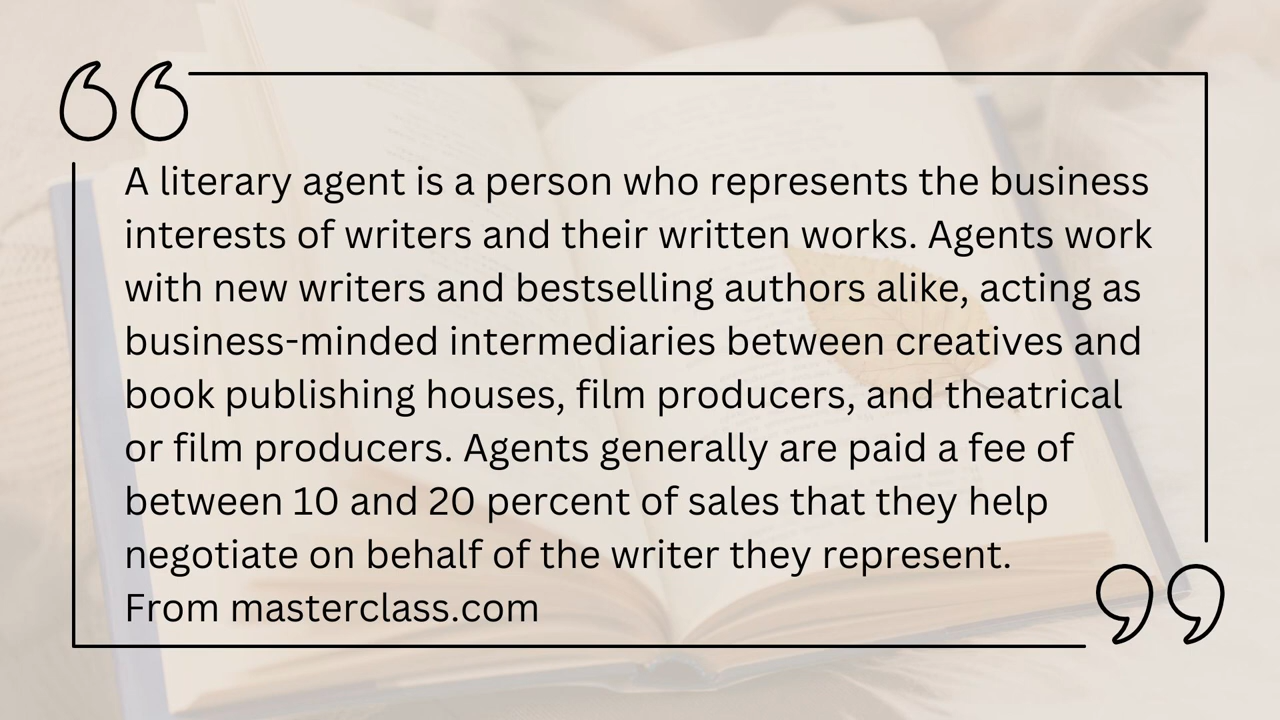 A literary agent is a person who represents the business
interests of writers and their written works. Agents work
with new writers and bestselling authors alike, acting as
business-minded intermediaries between creatives and
book publishing houses, film producers, and theatrical
or film producers. Agents generally are paid a fee of
between 10 and 20 percent of sales that they help
negotiate on behalf of the writer they represent.
From masterclass.com